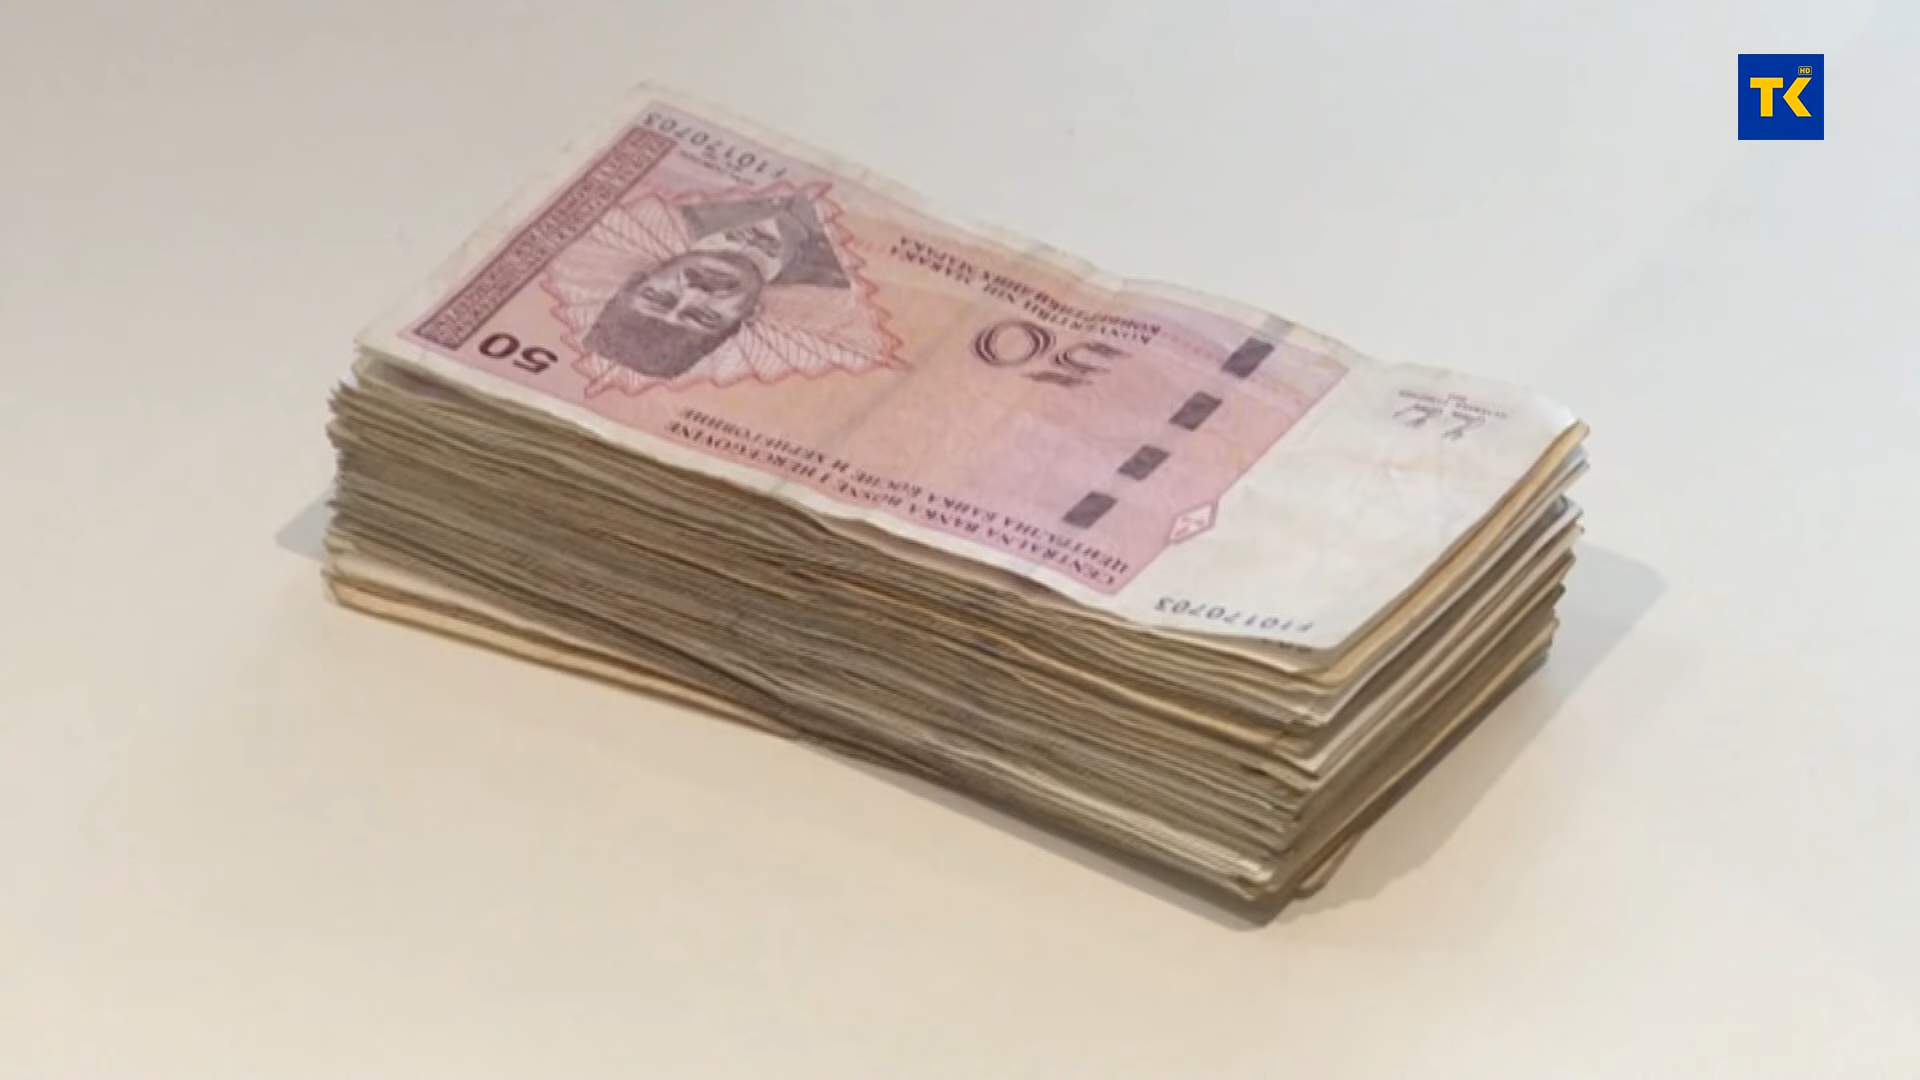 TK HD
F10170703
50
50
KONVERTIBILNIH MARAKA
КОНВЕРТИБИЛНИХ МАРАКА
CENTRALNA BANKA BOSNE I HERCEGOVINE
ЦЕНТРАЛНА БАНКА БОСНЕ И ХЕРЦЕГОВИНЕ
F10170703